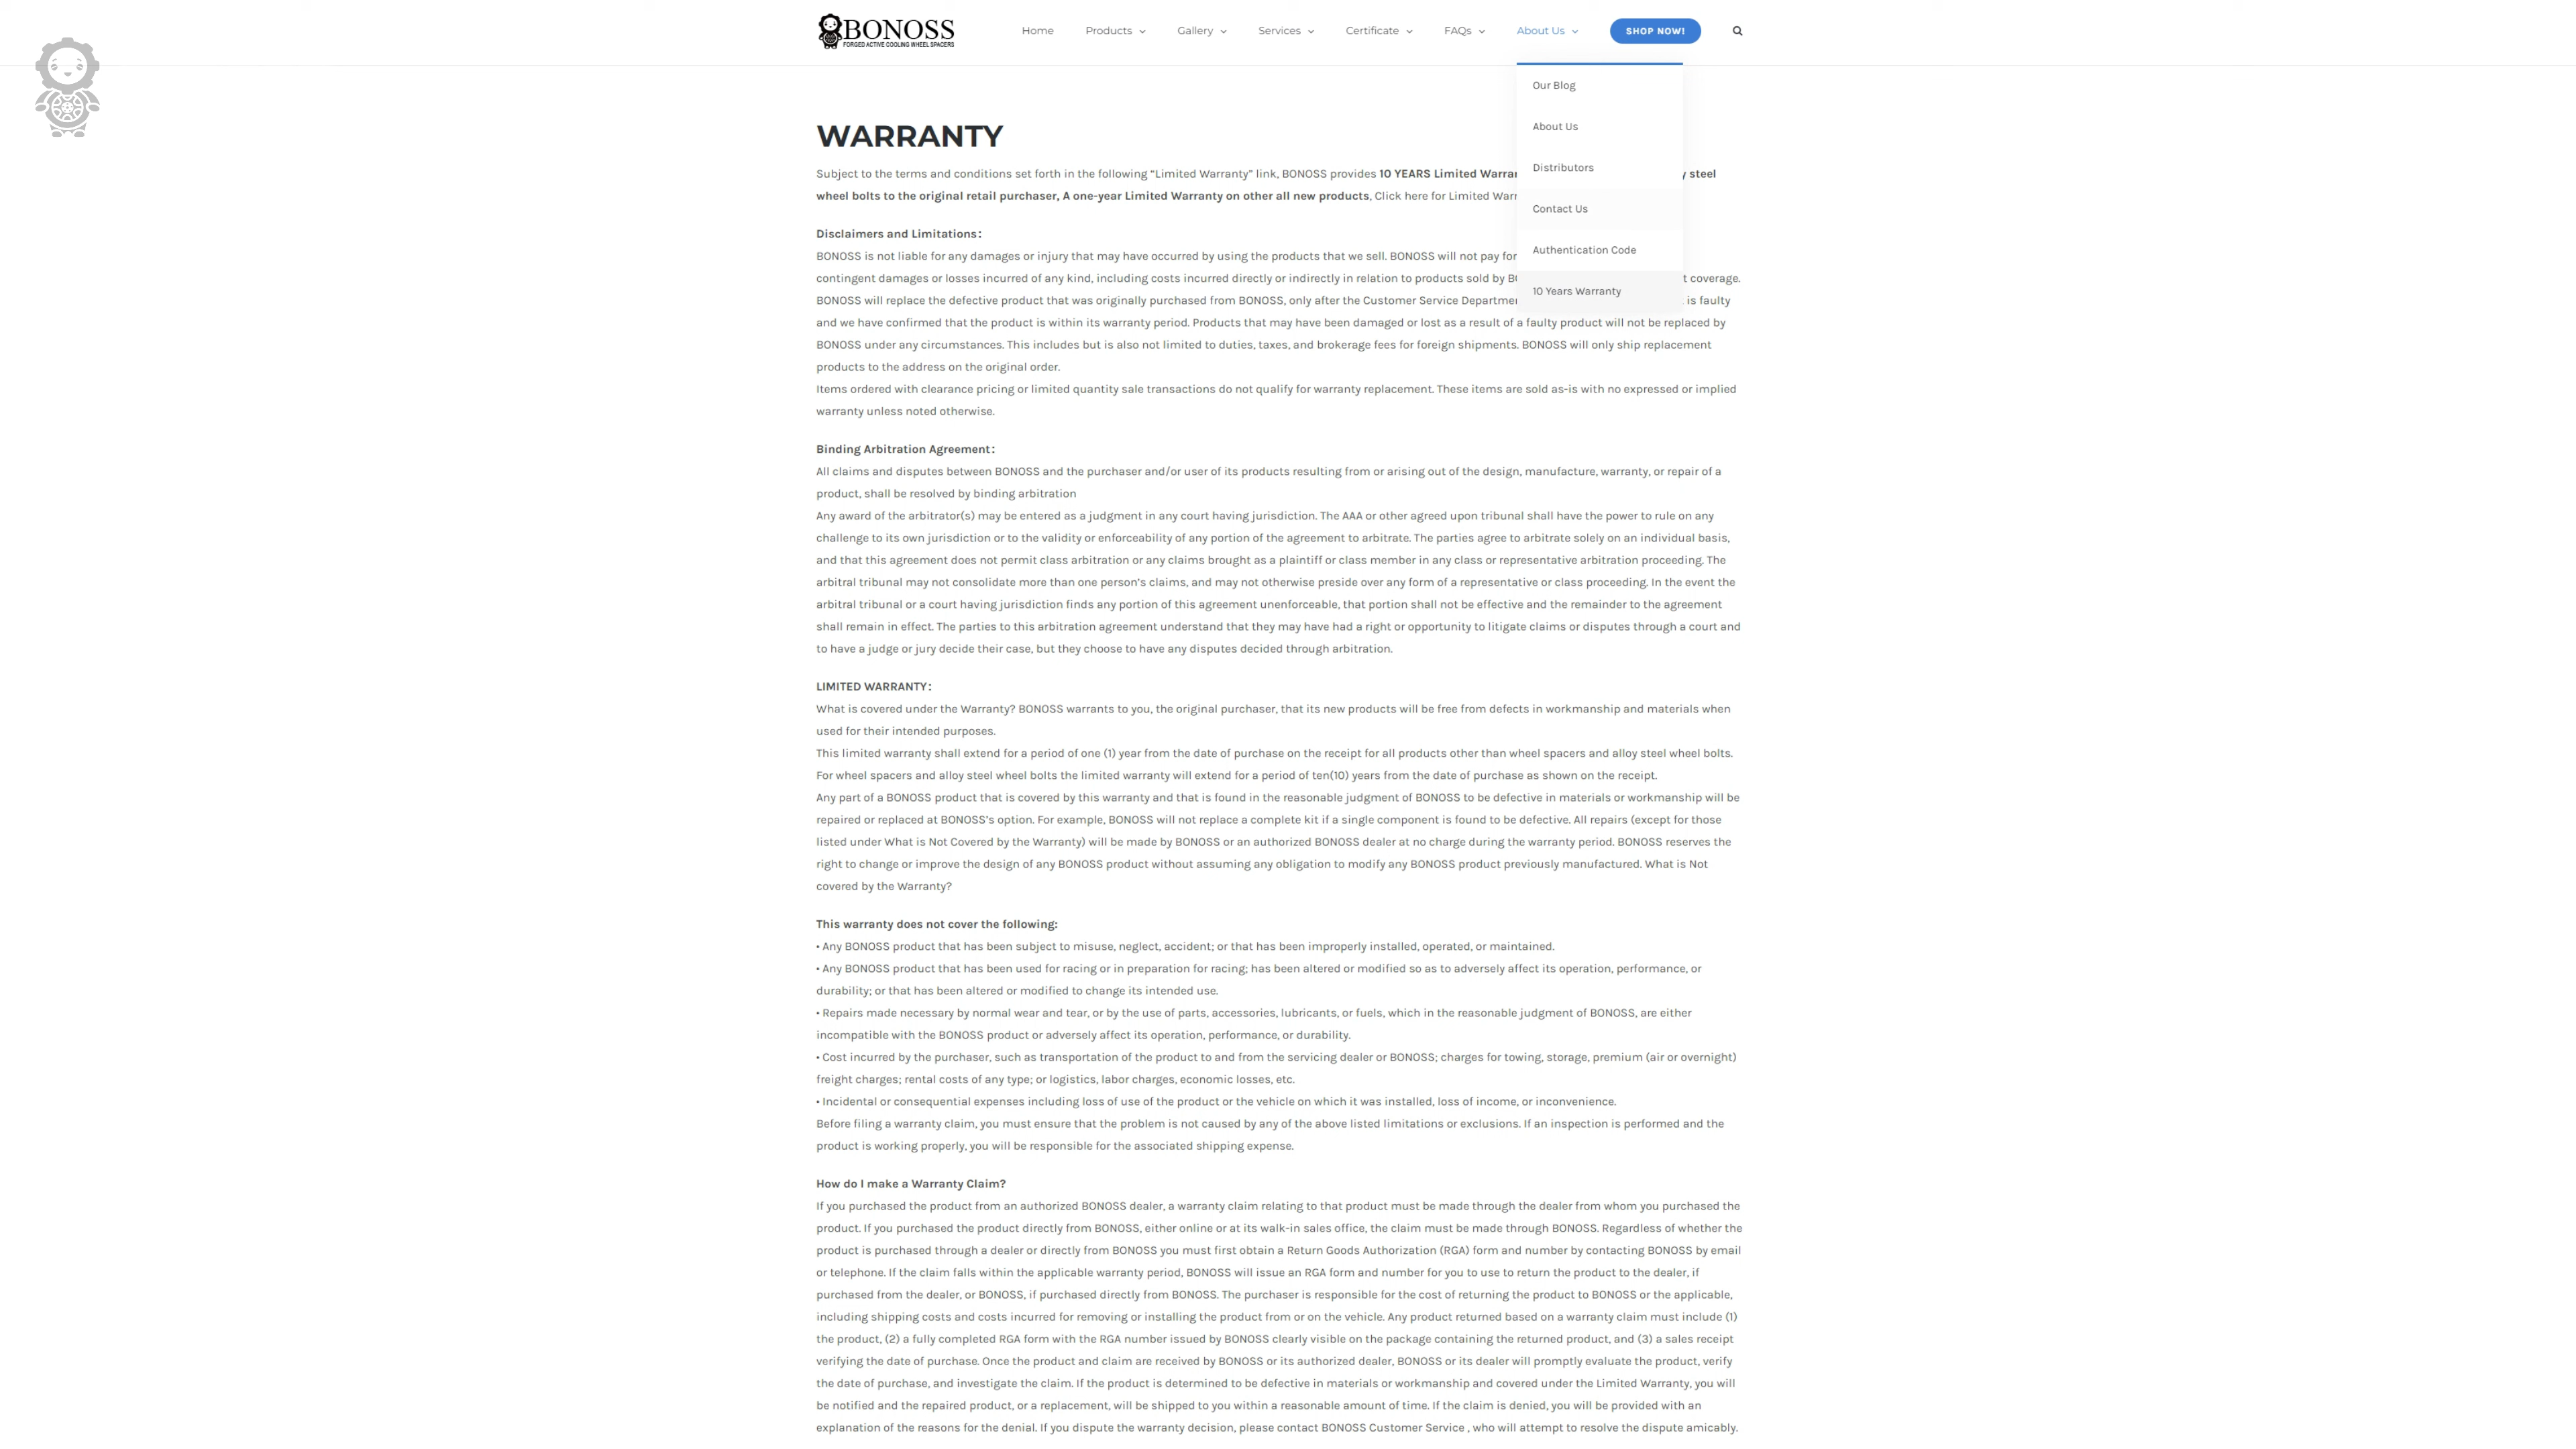 BONOSS
FORGED ACTIVE COOLING WHEEL SPACERS
Home
Products
Gallery
Services
Certificate
FAQs
About Us
SHOP NOW!
Our Blog
About Us
Distributors
Contact Us
Authentication Code
10 Years Warranty
WARRANTY
Subject to the terms and conditions set forth in the following “Limited Warranty” link, BONOSS provides 10 YEARS Limited steel
wheel bolts to the original retail purchaser, A one-year Limited Warranty on other all new products, Click here for Limited
Disclaimers and Limitations:
BONOSS is not liable for any damages or injury that may have occurred by using the products that we sell. BONOSS will not pay for
contingent damages or losses incurred of any kind, including costs incurred directly or indirectly in relation to products sold by coverage.
BONOSS will replace the defective product that was originally purchased from BONOSS, only after the Customer Service is faulty
and we have confirmed that the product is within its warranty period. Products that may have been damaged or lost as a result of a faulty product will not be replaced by
BONOSS under any circumstances. This includes but is also not limited to duties, taxes, and brokerage fees for foreign shipments. BONOSS will only ship replacement
products to the address on the original order.
Items ordered with clearance pricing or limited quantity sale transactions do not qualify for warranty replacement. These items are sold as-is with no expressed or implied
warranty unless noted otherwise.
Binding Arbitration Agreement:
All claims and disputes between BONOSS and the purchaser and/or user of its products resulting from or arising out of the design, manufacture, warranty, or repair of a
product, shall be resolved by binding arbitration
Any award of the arbitrator(s) may be entered as a judgment in any court having jurisdiction. The AAA or other agreed upon tribunal shall have the power to rule on any
challenge to its own jurisdiction or to the validity or enforceability of any portion of the agreement to arbitrate. The parties agree to arbitrate solely on an individual basis,
and that this agreement does not permit class arbitration or any claims brought as a plaintiff or class member in any class or representative arbitration proceeding. The
arbitral tribunal may not consolidate more than one person’s claims, and may not otherwise preside over any form of a representative or class proceeding. In the event the
arbitral tribunal or a court having jurisdiction finds any portion of this agreement unenforceable, that portion shall not be effective and the remainder to the agreement
shall remain in effect. The parties to this arbitration agreement understand that they may have had a right or opportunity to litigate claims or disputes through a court and
to have a judge or jury decide their case, but they choose to have any disputes decided through arbitration.
LIMITED WARRANTY:
What is covered under the Warranty? BONOSS warrants to you, the original purchaser, that its new products will be free from defects in workmanship and materials when
used for their intended purposes.
This limited warranty shall extend for a period of one (1) year from the date of purchase on the receipt for all products other than wheel spacers and alloy steel wheel bolts.
For wheel spacers and alloy steel wheel bolts the limited warranty will extend for a period of ten(10) years from the date of purchase as shown on the receipt.
Any part of a BONOSS product that is covered by this warranty and that is found in the reasonable judgment of BONOSS to be defective in materials or workmanship will be
repaired or replaced at BONOSS’s option. For example, BONOSS will not replace a complete kit if a single component is found to be defective. All repairs (except for those
listed under What is Not Covered by the Warranty) will be made by BONOSS or an authorized BONOSS dealer at no charge during the warranty period. BONOSS reserves the
right to change or improve the design of any BONOSS product without assuming any obligation to modify any BONOSS product previously manufactured. What is Not
covered by the Warranty?
This warranty does not cover the following:
• Any BONOSS product that has been subject to misuse, neglect, accident; or that has been improperly installed, operated, or maintained.
• Any BONOSS product that has been used for racing or in preparation for racing; has been altered or modified so as to adversely affect its operation, performance, or
durability; or that has been altered or modified to change its intended use.
• Repairs made necessary by normal wear and tear, or by the use of parts, accessories, lubricants, or fuels, which in the reasonable judgment of BONOSS, are either
incompatible with the BONOSS product or adversely affect its operation, performance, or durability.
• Cost incurred by the purchaser, such as transportation of the product to and from the servicing dealer or BONOSS; charges for towing, storage, premium (air or overnight)
freight charges; rental costs of any type; or logistics, labor charges, economic losses, etc.
• Incidental or consequential expenses including loss of use of the product or the vehicle on which it was installed, loss of income, or inconvenience.
Before filing a warranty claim, you must ensure that the problem is not caused by any of the above listed limitations or exclusions. If an inspection is performed and the
product is working properly, you will be responsible for the associated shipping expense.
How do I make a Warranty Claim?
If you purchased the product from an authorized BONOSS dealer, a warranty claim relating to that product must be made through the dealer from whom you purchased the
product. If you purchased the product directly from BONOSS, either online or at its walk-in sales office, the claim must be made through BONOSS. Regardless of whether the
product is purchased through a dealer or directly from BONOSS you must first obtain a Return Goods Authorization (RGA) form and number by contacting BONOSS by email
or telephone. If the claim falls within the applicable warranty period, BONOSS will issue an RGA form and number for you to use to return the product to the dealer, if
purchased from the dealer, or BONOSS, if purchased directly from BONOSS. The purchaser is responsible for the cost of returning the product to BONOSS or the applicable,
including shipping costs and costs incurred for removing or installing the product from or on the vehicle. Any product returned based on a warranty claim must include (1)
the product, (2) a fully completed RGA form with the RGA number issued by BONOSS clearly visible on the package containing the returned product, and (3) a sales receipt
verifying the date of purchase. Once the product and claim are received by BONOSS or its authorized dealer, BONOSS or its dealer will promptly evaluate the product, verify
the date of purchase, and investigate the claim. If the product is determined to be defective in materials or workmanship and covered under the Limited Warranty, you will
be notified and the repaired product, or a replacement, will be shipped to you within a reasonable amount of time. If the claim is denied, you will be provided with an
explanation of the reasons for the denial. If you dispute the warranty decision, please contact BONOSS Customer Service , who will attempt to resolve the dispute amicably.